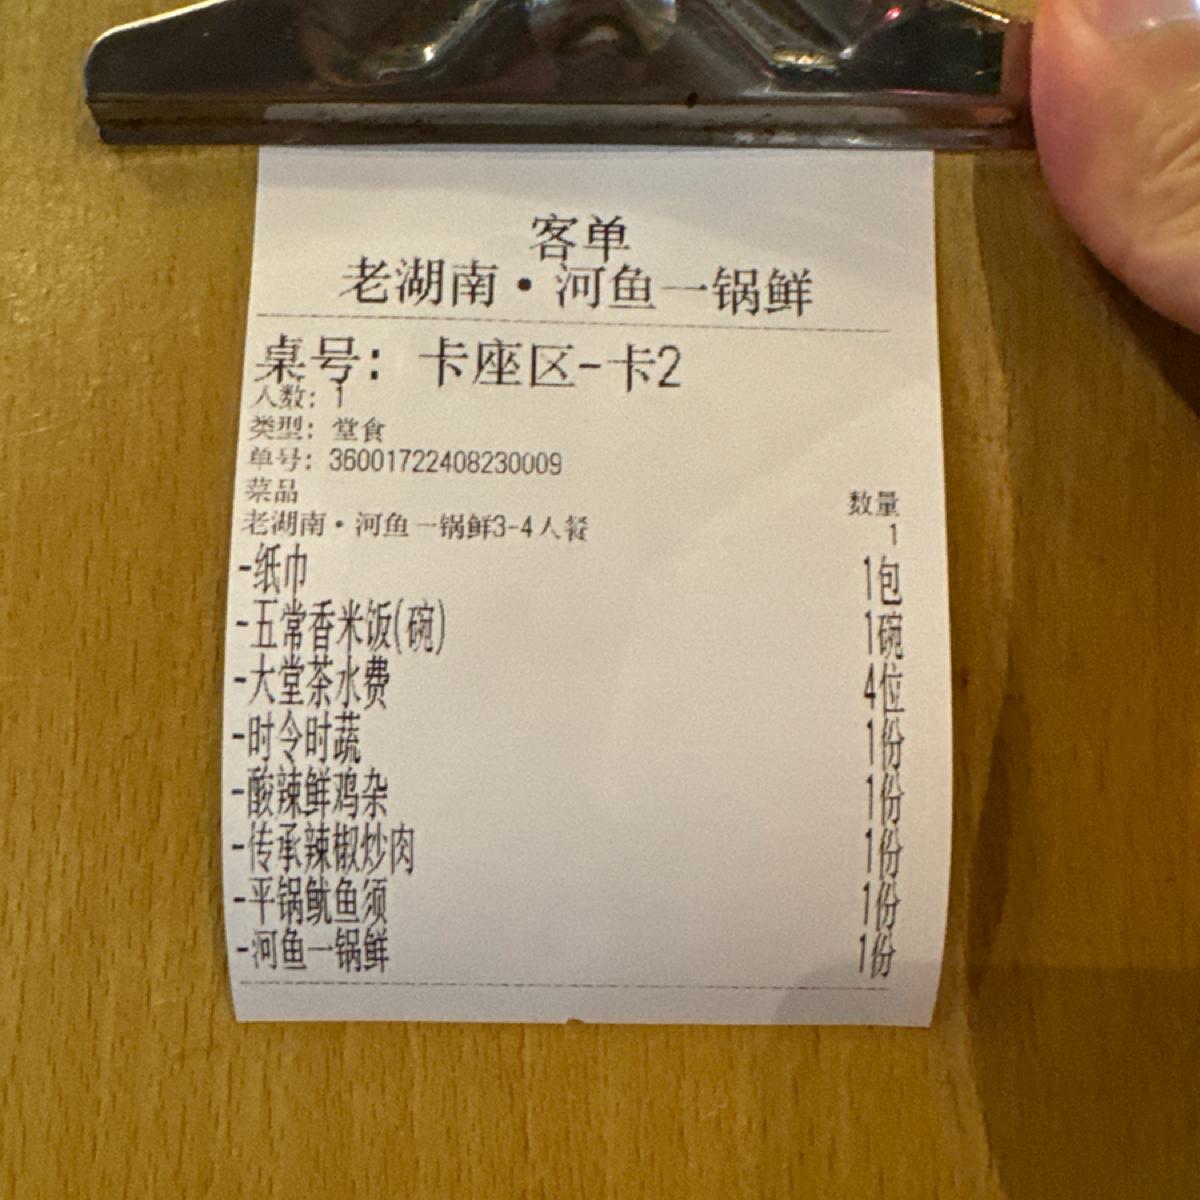 客单
老湖南·河鱼一锅鲜
桌号: 卡座区-卡2
人数: 1
类型: 堂食
单号: 36001722408230009
菜品 数量
老湖南·河鱼一锅鲜3-4人餐 1
-纸巾 1包
-五常香米饭(碗) 1碗
-大堂茶水费 4位
-时令时蔬 1份
-酸辣鲜鸡杂 1份
-传承辣椒炒肉 1份
-平锅鱿鱼须 1份
-河鱼一锅鲜 1份